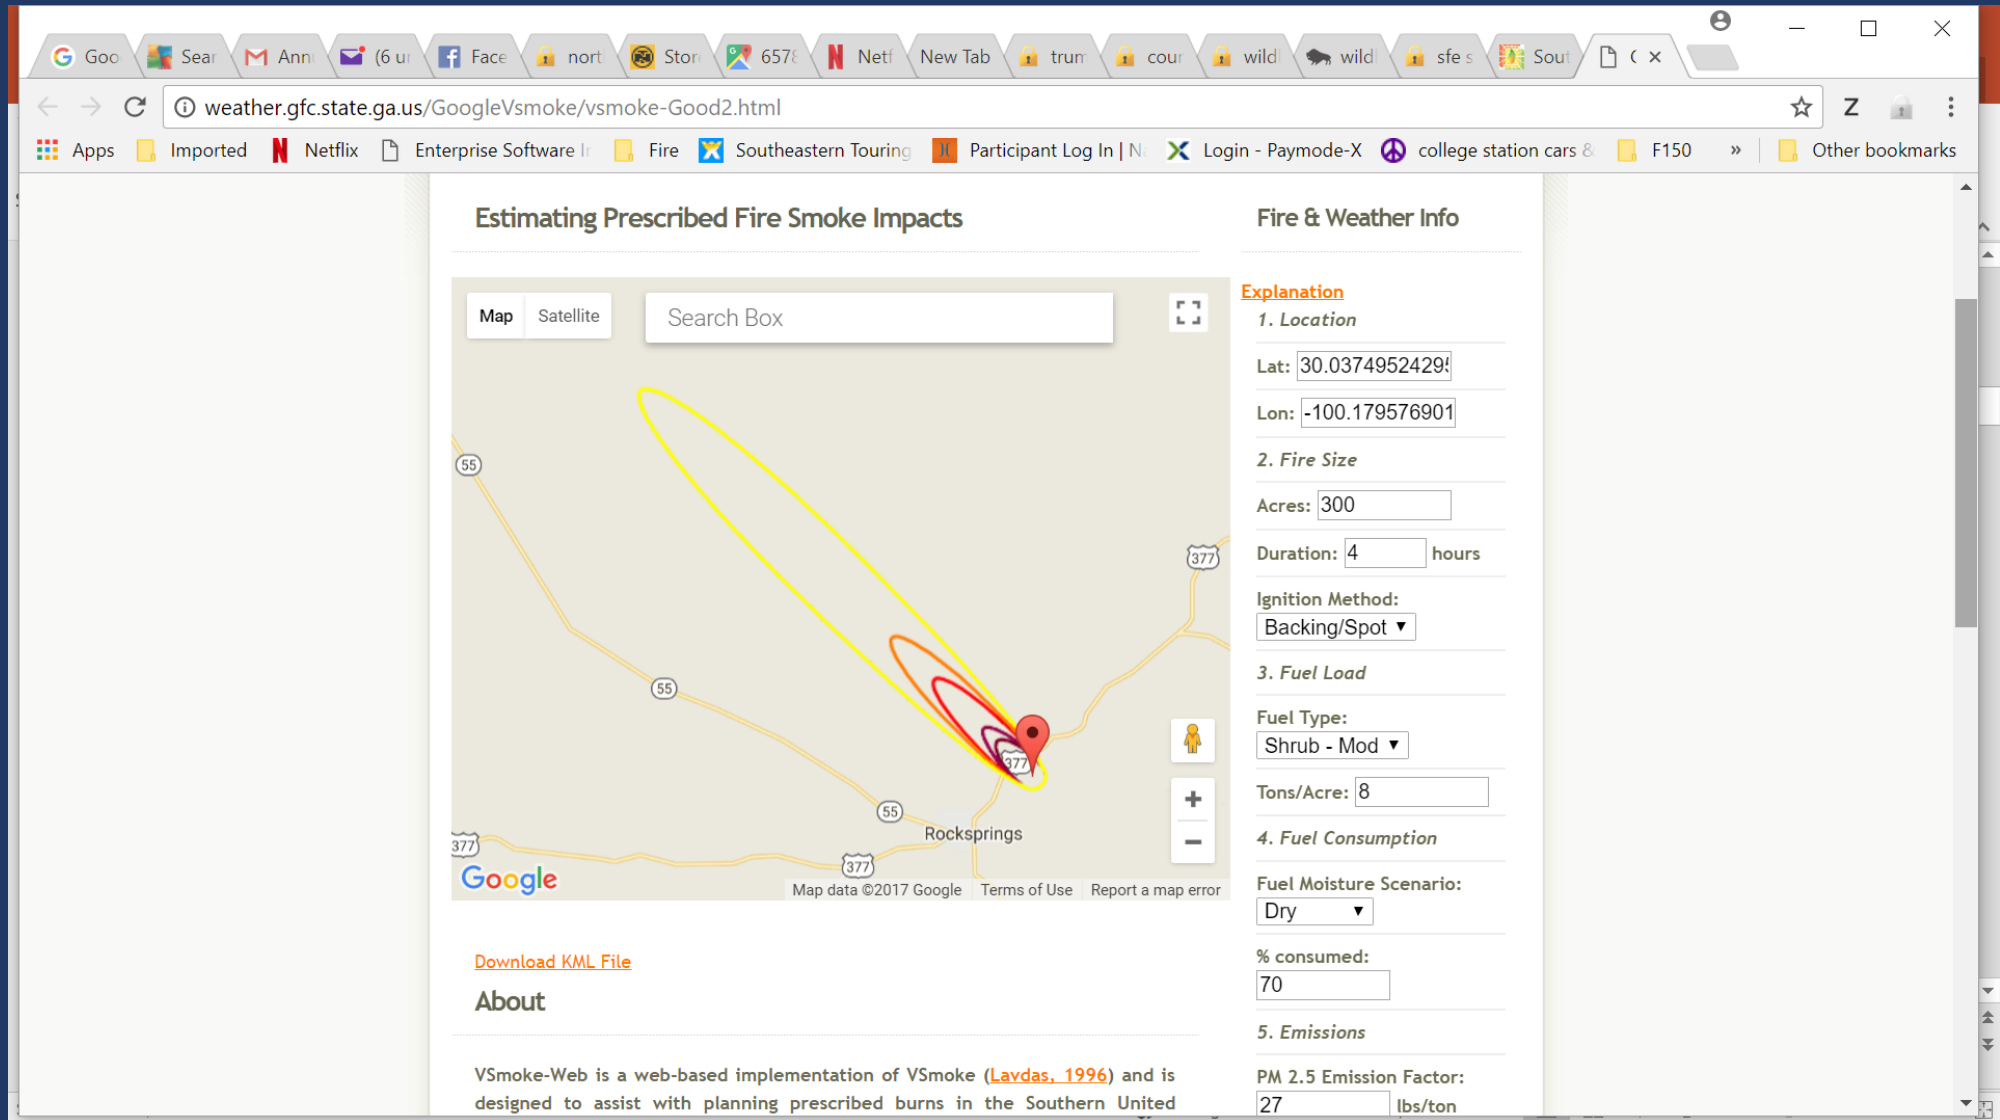 Goo
Sear
Ann
(6 ur
Face
nort
Stor
6578
Netf
New Tab
trum
cour
wildl
wild
sfe s
Sout
weather.gfc.state.ga.us/GoogleVsmoke/vsmoke-Good2.html
Z
Apps
Imported
Netflix
Enterprise Software
Fire
Southeastern Touring
Participant Log In | N
Login - Paymode-X
college station cars &
F150
»
Other bookmarks
Estimating Prescribed Fire Smoke Impacts
Map
Satellite
Search Box
55
377
55
377
55
Rocksprings
377
377
Google
Map data ©2017 Google
Terms of Use
Report a map error
Download KML File
About
VSmoke-Web is a web-based implementation of VSmoke (Lavdas, 1996) and is
designed to assist with planning prescribed burns in the Southern United
Fire & Weather Info
Explanation
1. Location
Lat: 30.0374952429
Lon: -100.179576901
2. Fire Size
Acres: 300
Duration: 4 hours
Ignition Method:
Backing/Spot
3. Fuel Load
Fuel Type:
Shrub - Mod
Tons/Acre: 8
4. Fuel Consumption
Fuel Moisture Scenario:
Dry
% consumed:
70
5. Emissions
PM 2.5 Emission Factor:
27 lbs/ton